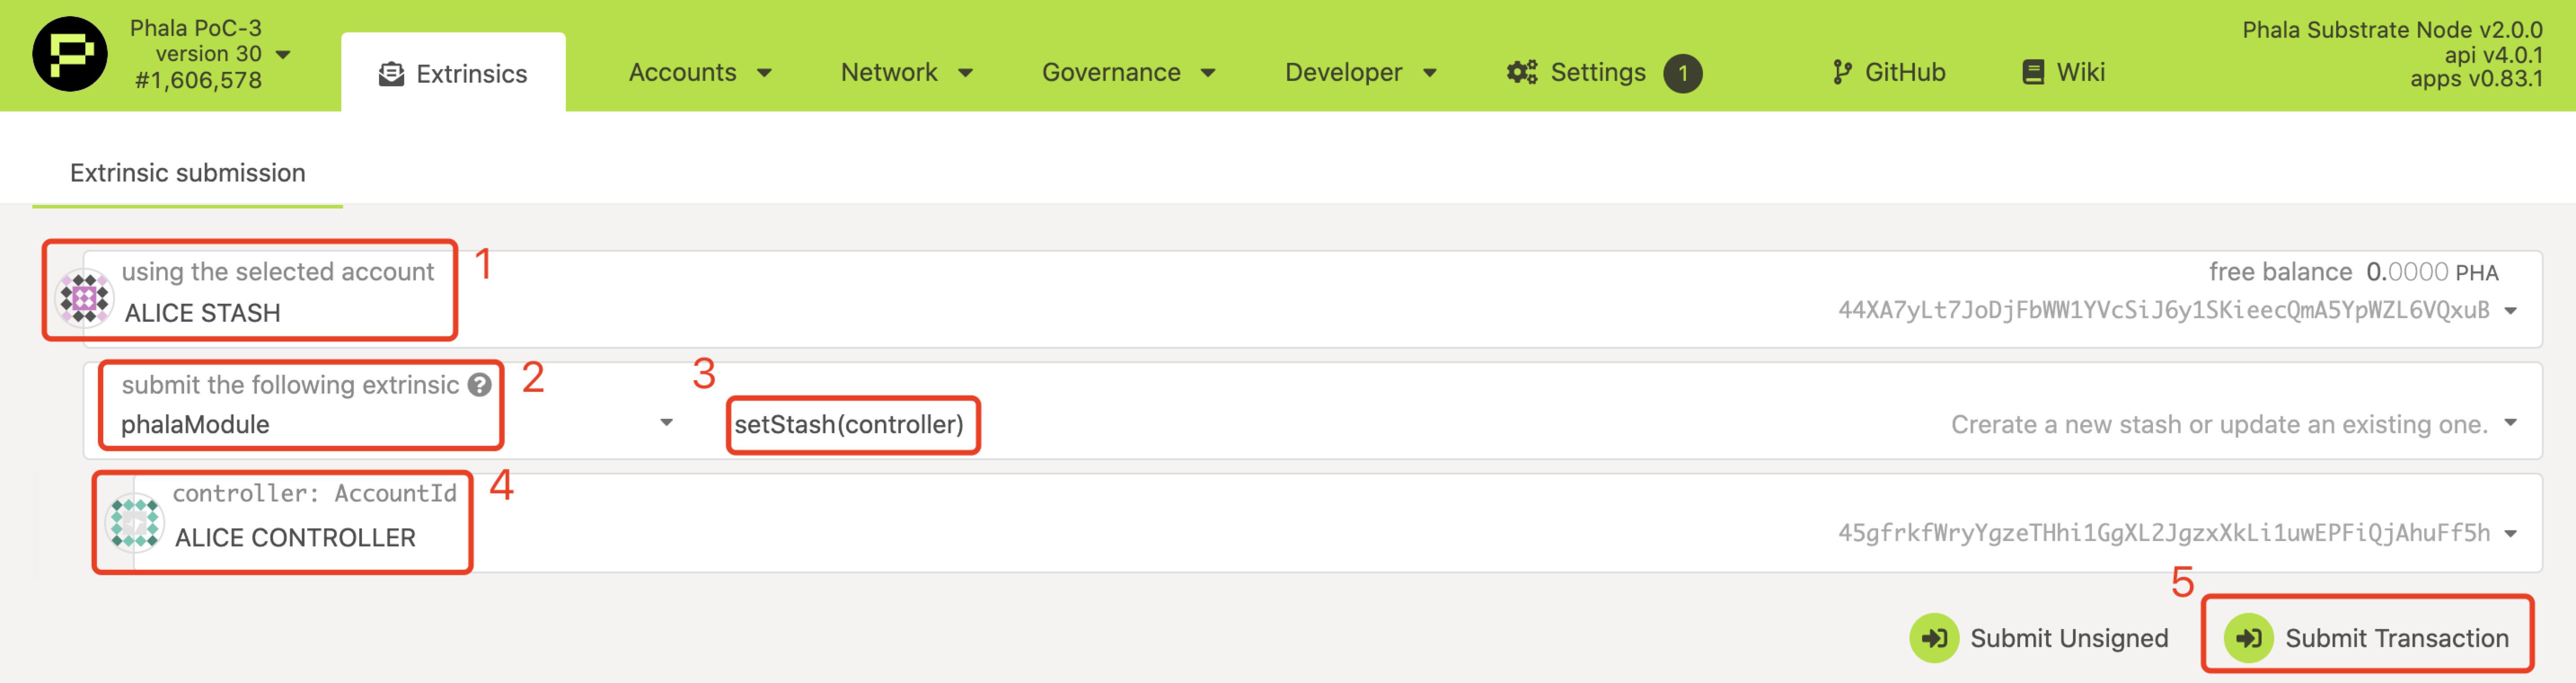 Phala PoC-3
version 30
#1,606,578
Extrinsics
Accounts
Network
Governance
Developer
Settings 1
GitHub
Wiki
Phala Substrate Node v2.0.0
api v4.0.1
apps v0.83.1
Extrinsic submission
using the selected account
1
ALICE STASH
free balance 0.0000 PHA
44XA7yLt7JoDjFbWW1YVcSiJ6y1SKieecQmA5YpWZL6VQxuB
submit the following extrinsic ?
2
phalaModule
3
setStash(controller)
Crerate a new stash or update an existing one.
controller: AccountId
4
ALICE CONTROLLER
45gfrkfWryYgzeTHhi1GgXL2JgzxXkLi1uwEPFiQjAhuFf5h
5
Submit Unsigned
Submit Transaction